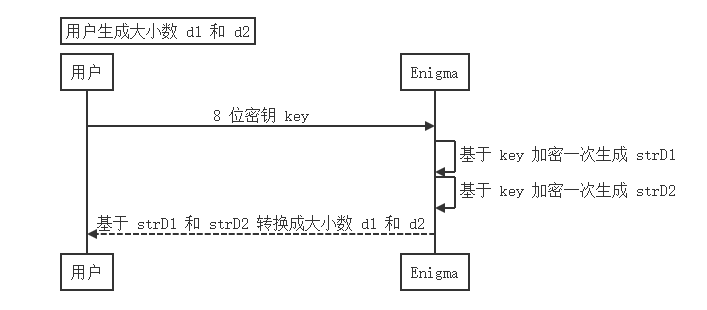 用户生成大小数 d1 和 d2
用户
Enigma
8 位密钥 key
基于 key 加密一次生成 strD1
基于 key 加密一次生成 strD2
基于 strD1 和 strD2 转换成大小数 d1 和 d2
用户
Enigma